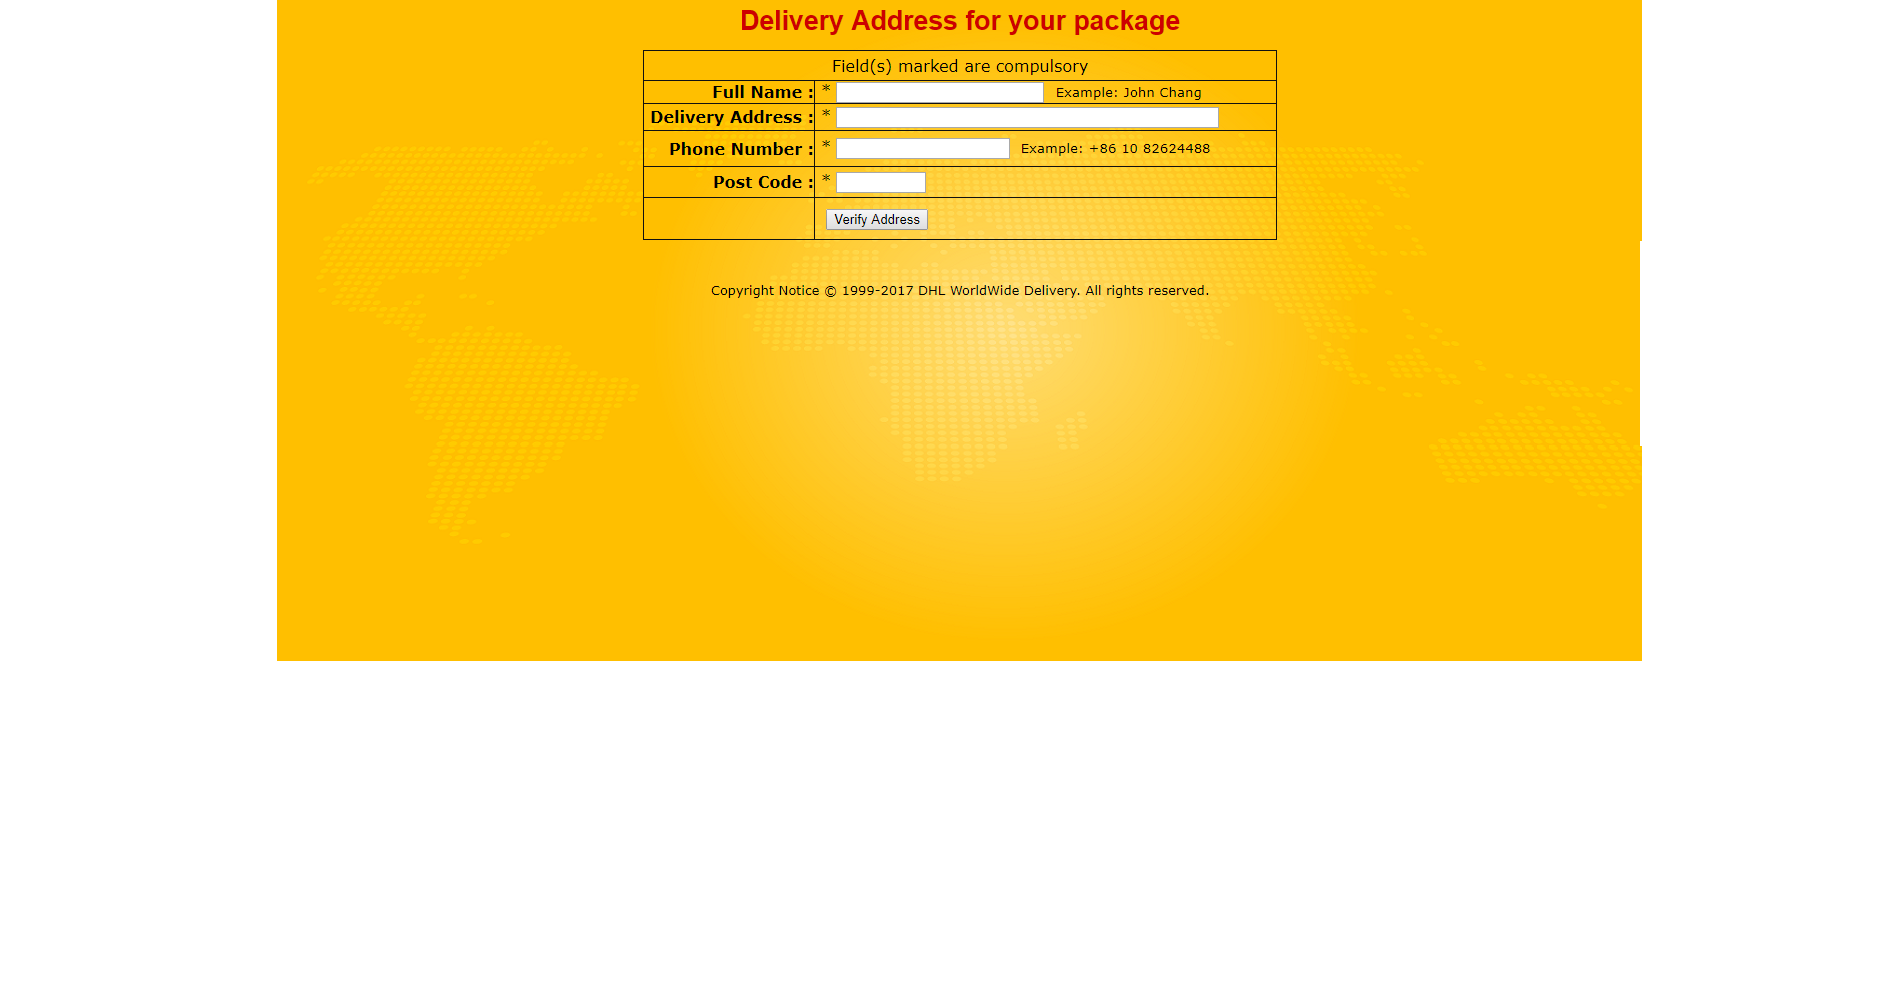 Delivery Address for your package
Field(s) marked are compulsory
Full Name : * Example: John Chang
Delivery Address : *
Phone Number : * Example: +86 10 82624488
Post Code : *
Verify Address
Copyright Notice © 1999-2017 DHL WorldWide Delivery. All rights reserved.